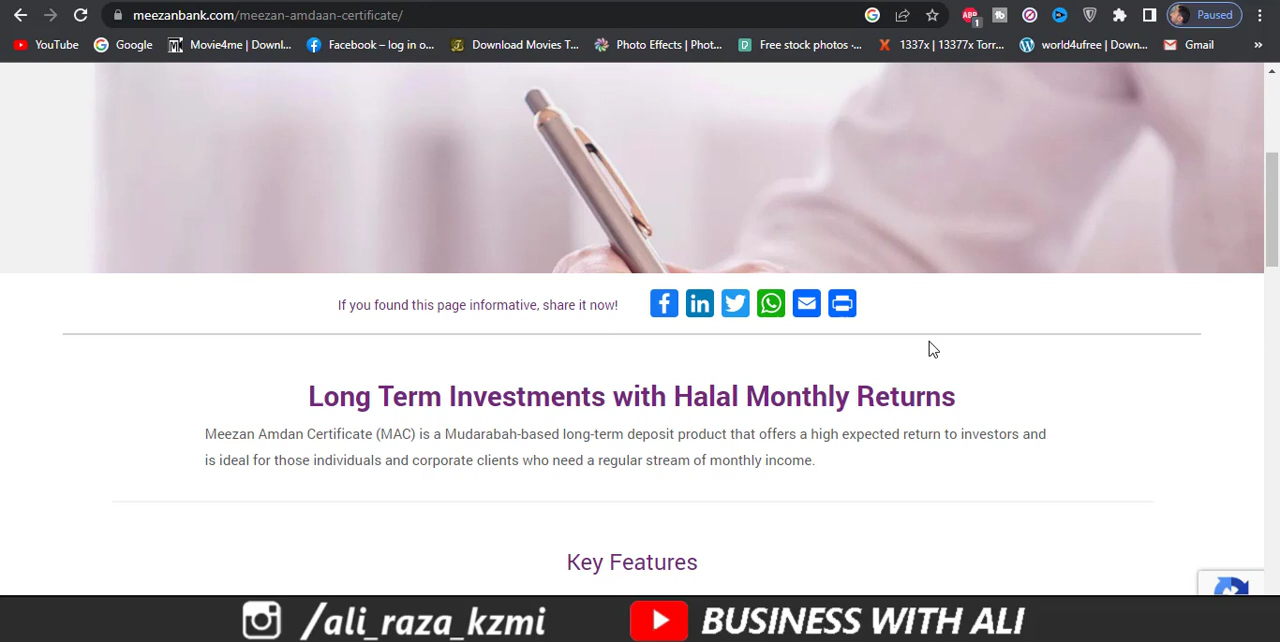 meezanbank.com/meezan-amdaan-certificate/
ABP
1
tb
Paused
YouTube
Google
Movie4me | Downl...
Facebook – log in o...
Download Movies T...
Photo Effects | Phot...
Free stock photos -...
1337x | 13377x Torr...
world4ufree | Down...
Gmail
»
If you found this page informative, share it now!
Long Term Investments with Halal Monthly Returns
Meezan Amdan Certificate (MAC) is a Mudarabah-based long-term deposit product that offers a high expected return to investors and
is ideal for those individuals and corporate clients who need a regular stream of monthly income.
Key Features
/ali_raza_kzmi
BUSINESS WITH ALI